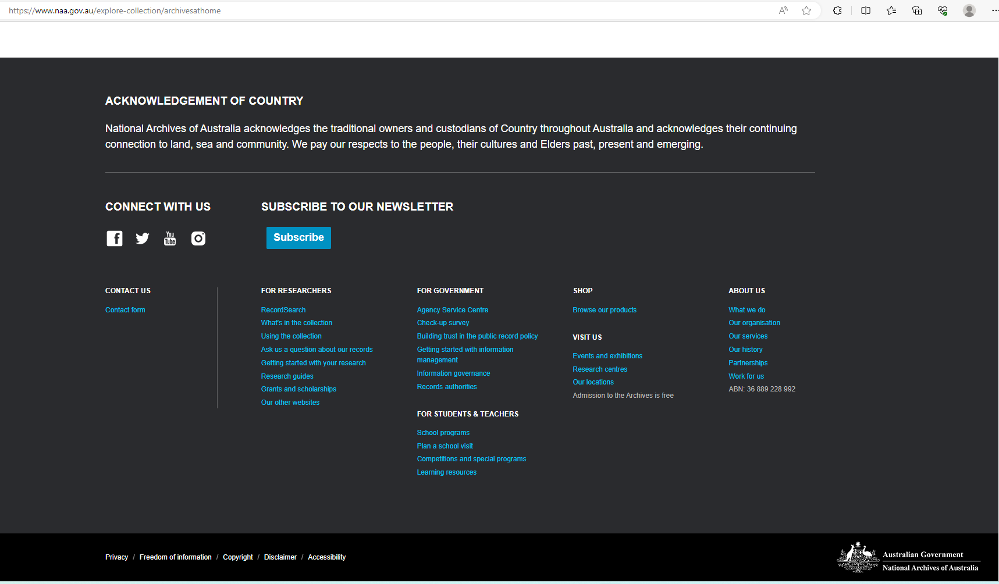 https://www.naa.gov.au/explore-collection/archivesathome
ACKNOWLEDGEMENT OF COUNTRY
National Archives of Australia acknowledges the traditional owners and custodians of Country throughout Australia and acknowledges their continuing
connection to land, sea and community. We pay our respects to the people, their cultures and Elders past, present and emerging.
CONNECT WITH US
You
Tube
SUBSCRIBE TO OUR NEWSLETTER
Subscribe
CONTACT US
Contact form
FOR RESEARCHERS
RecordSearch
What's in the collection
Using the collection
Ask us a question about our records
Getting started with your research
Research guides
Grants and scholarships
Our other websites
FOR GOVERNMENT
Agency Service Centre
Check-up survey
Building trust in the public record policy
Getting started with information
management
Information governance
Records authorities
FOR STUDENTS & TEACHERS
School programs
Plan a school visit
Competitions and special programs
Learning resources
SHOP
Browse our products
VISIT US
Events and exhibitions
Research centres
Our locations
Admission to the Archives is free
ABOUT US
What we do
Our organisation
Our services
Our history
Partnerships
Work for us
ABN: 36 889 228 992
Privacy / Freedom of information / Copyright / Disclaimer / Accessibility
Australian Government
National Archives of Australia